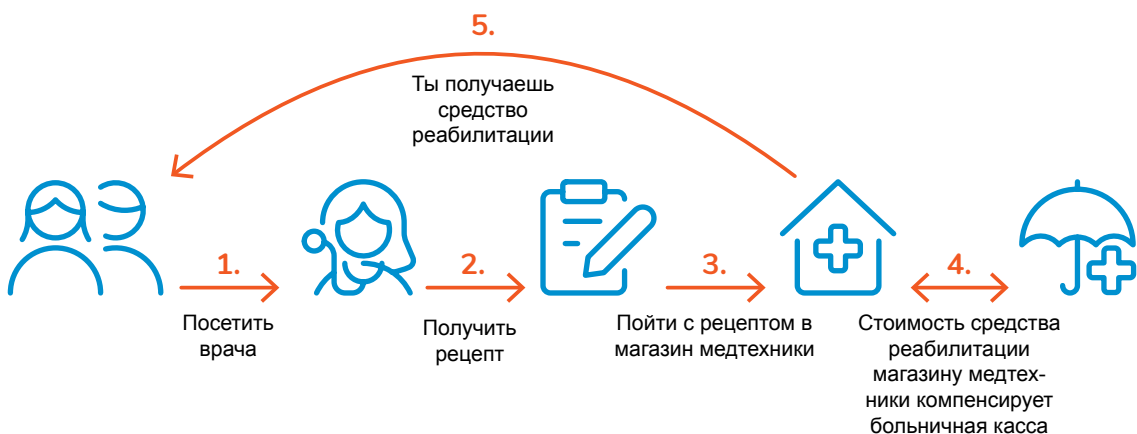 5.
Ты получаешь
средство
реабилитации
1.
Посетить
врача
2.
Получить
рецепт
3.
Пойти с рецептом в
магазин медтехники
4.
Стоимость средства
реабилитации
магазину медтех-
ники компенсирует
больничная касса